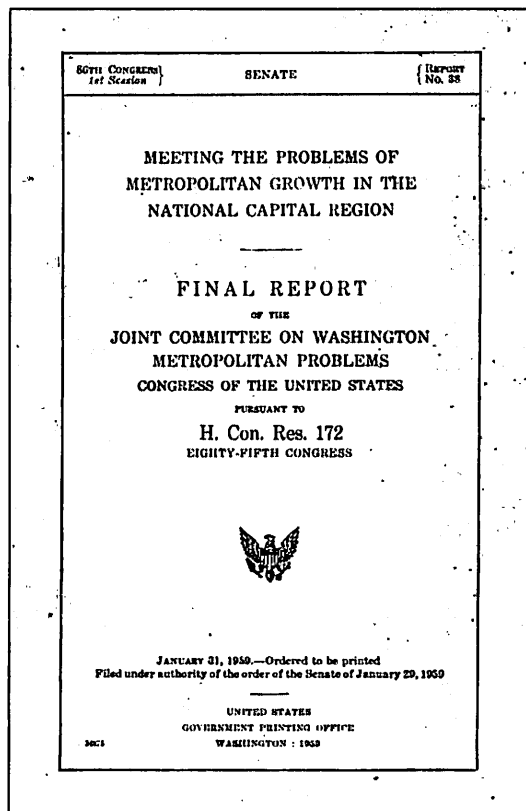 86TH CONGRESS } SENATE { REPORT
1st Session } { No. 38
MEETING THE PROBLEMS OF
METROPOLITAN GROWTH IN THE
NATIONAL CAPITAL REGION
FINAL REPORT
OF THE
JOINT COMMITTEE ON WASHINGTON
METROPOLITAN PROBLEMS
CONGRESS OF THE UNITED STATES
PURSUANT TO
H. Con. Res. 172
EIGHTY-FIFTH CONGRESS
JANUARY 31, 1959.—Ordered to be printed
Filed under authority of the order of the Senate of January 29, 1959
UNITED STATES
GOVERNMENT PRINTING OFFICE
WASHINGTON : 1959